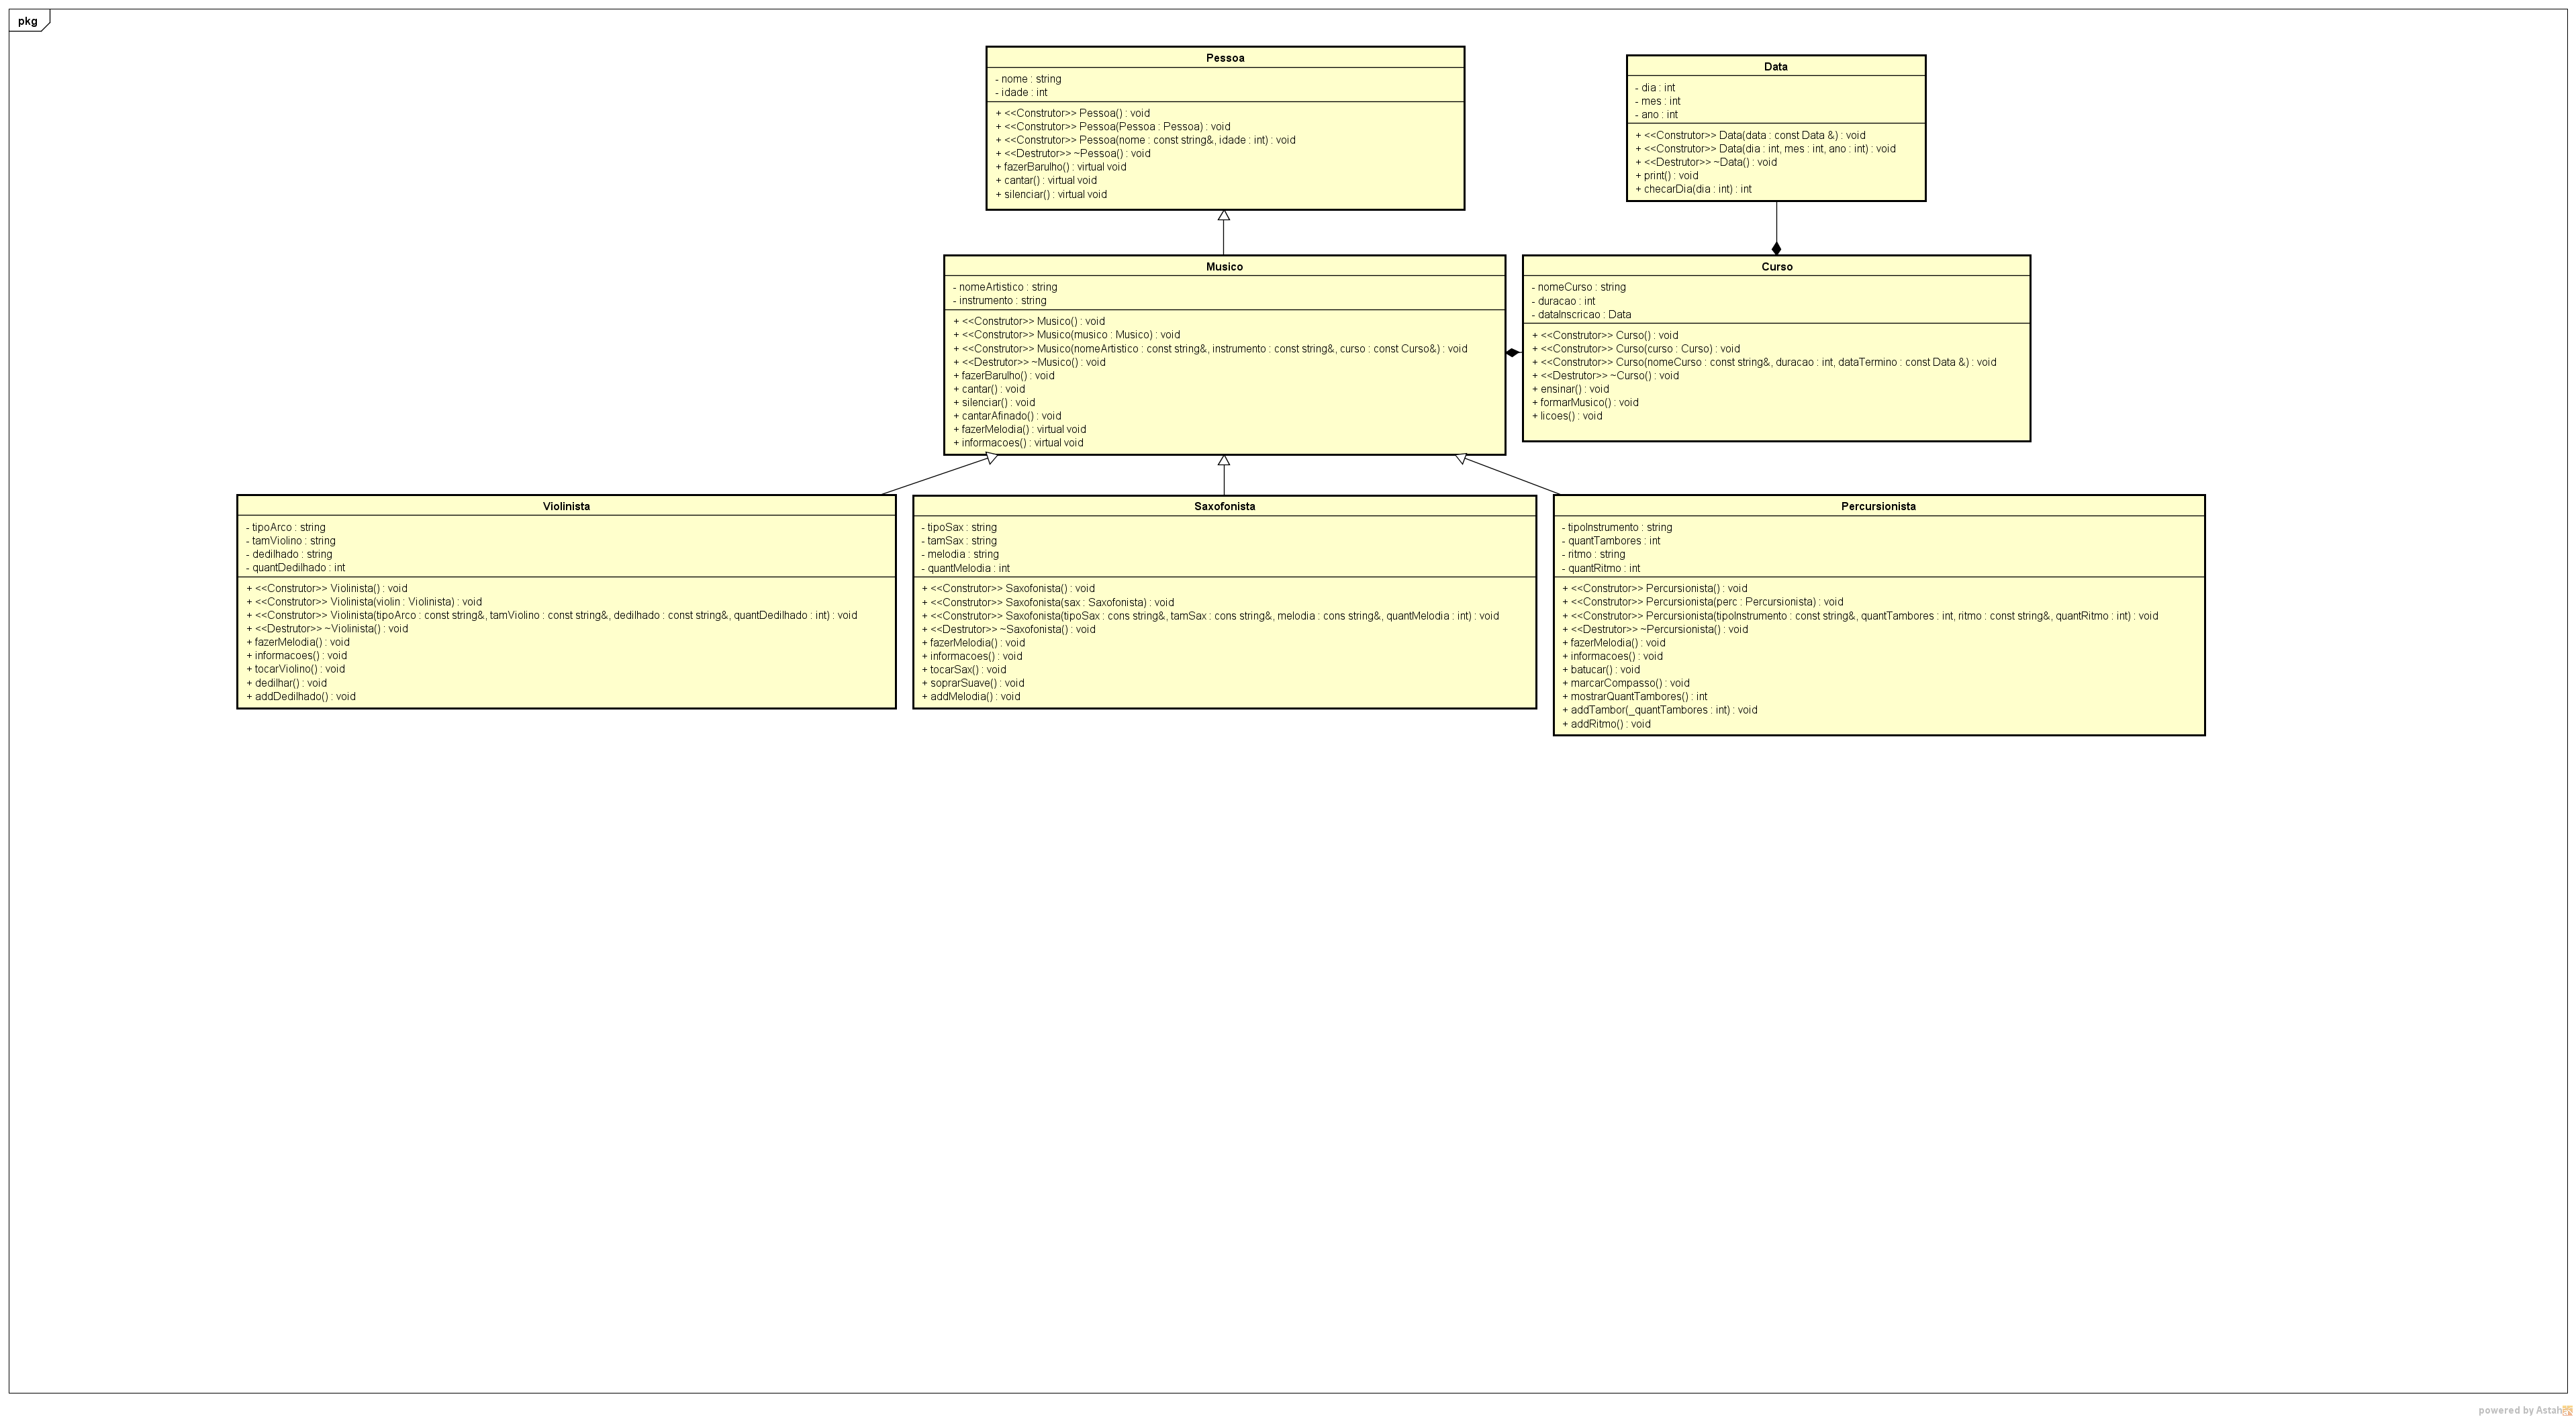 pkg
Pessoa
- nome : string
- idade : int
+ <<Construtor>> Pessoa() : void
+ <<Construtor>> Pessoa(Pessoa : Pessoa) : void
+ <<Construtor>> Pessoa(nome : const string&, idade : int) : void
+ <<Destrutor>> ~Pessoa() : void
+ fazerBarulho() : virtual void
+ cantar() : virtual void
+ silenciar() : virtual void
Data
- dia : int
- mes : int
- ano : int
+ <<Construtor>> Data(data : const Data &) : void
+ <<Construtor>> Data(dia : int, mes : int, ano : int) : void
+ <<Destrutor>> ~Data() : void
+ print() : void
+ checarDia(dia : int) : int
Musico
- nomeArtistico : string
- instrumento : string
+ <<Construtor>> Musico() : void
+ <<Construtor>> Musico(musico : Musico) : void
+ <<Construtor>> Musico(nomeArtistico : const string&, instrumento : const string&, curso : const Curso&) : void
+ <<Destrutor>> ~Musico() : void
+ fazerBarulho() : void
+ cantar() : void
+ silenciar() : void
+ cantarAfinado() : void
+ fazerMelodia() : virtual void
+ informacoes() : virtual void
Curso
- nomeCurso : string
- duracao : int
- dataInscricao : Data
+ <<Construtor>> Curso() : void
+ <<Construtor>> Curso(curso : Curso) : void
+ <<Construtor>> Curso(nomeCurso : const string&, duracao : int, dataTermino : const Data &) : void
+ <<Destrutor>> ~Curso() : void
+ ensinar() : void
+ formarMusico() : void
+ licoes() : void
Violinista
- tipoArco : string
- tamViolino : string
- dedilhado : string
- quantDedilhado : int
+ <<Construtor>> Violinista() : void
+ <<Construtor>> Violinista(violin : Violinista) : void
+ <<Construtor>> Violinista(tipoArco : const string&, tamViolino : const string&, dedilhado : const string&, quantDedilhado : int) : void
+ <<Destrutor>> ~Violinista() : void
+ fazerMelodia() : void
+ informacoes() : void
+ tocarViolino() : void
+ dedilhar() : void
+ addDedilhado() : void
Saxofonista
- tipoSax : string
- tamSax : string
- melodia : string
- quantMelodia : int
+ <<Construtor>> Saxofonista() : void
+ <<Construtor>> Saxofonista(sax : Saxofonista) : void
+ <<Construtor>> Saxofonista(tipoSax : cons string&, tamSax : cons string&, melodia : cons string&, quantMelodia : int) : void
+ <<Destrutor>> ~Saxofonista() : void
+ fazerMelodia() : void
+ informacoes() : void
+ tocarSax() : void
+ soprarSuave() : void
+ addMelodia() : void
Percursionista
- tipoInstrumento : string
- quantTambores : int
- ritmo : string
- quantRitmo : int
+ <<Construtor>> Percursionista() : void
+ <<Construtor>> Percursionista(perc : Percursionista) : void
+ <<Construtor>> Percursionista(tipoInstrumento : const string&, quantTambores : int, ritmo : const string&, quantRitmo : int) : void
+ <<Destrutor>> ~Percursionista() : void
+ fazerMelodia() : void
+ informacoes() : void
+ batucar() : void
+ marcarCompasso() : void
+ mostrarQuantTambores() : int
+ addTambor(_quantTambores : int) : void
+ addRitmo() : void
powered by Astah